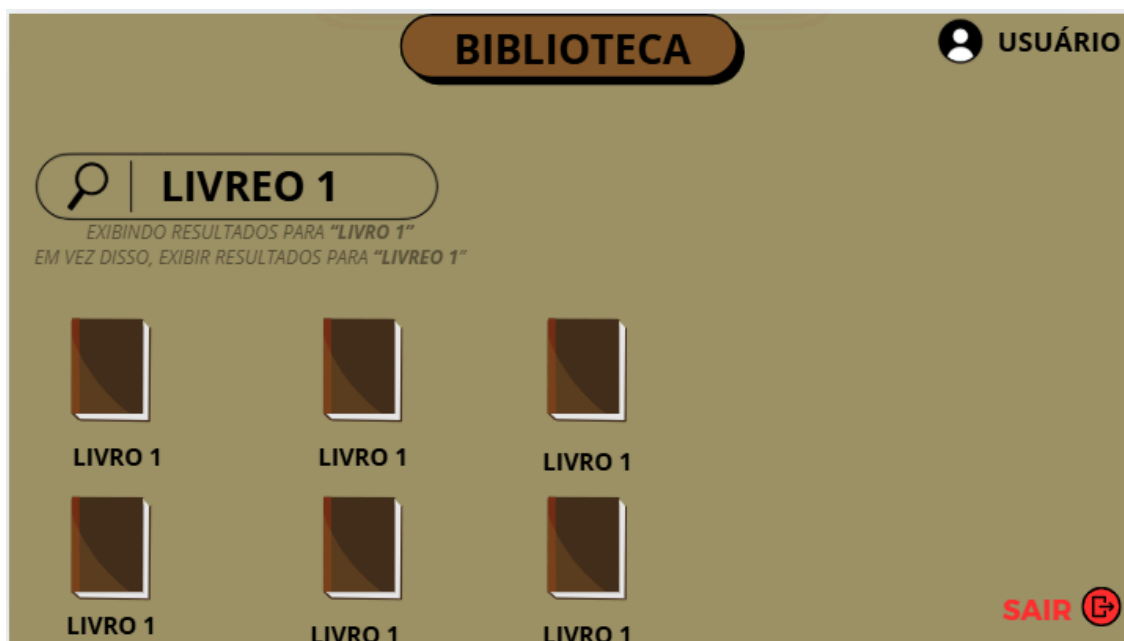 BIBLIOTECA
USUÁRIO
LIVREO 1
EXIBINDO RESULTADOS PARA “LIVRO 1”
EM VEZ DISSO, EXIBIR RESULTADOS PARA “LIVREO 1”
LIVRO 1
LIVRO 1
LIVRO 1
LIVRO 1
LIVRO 1
LIVRO 1
SAIR